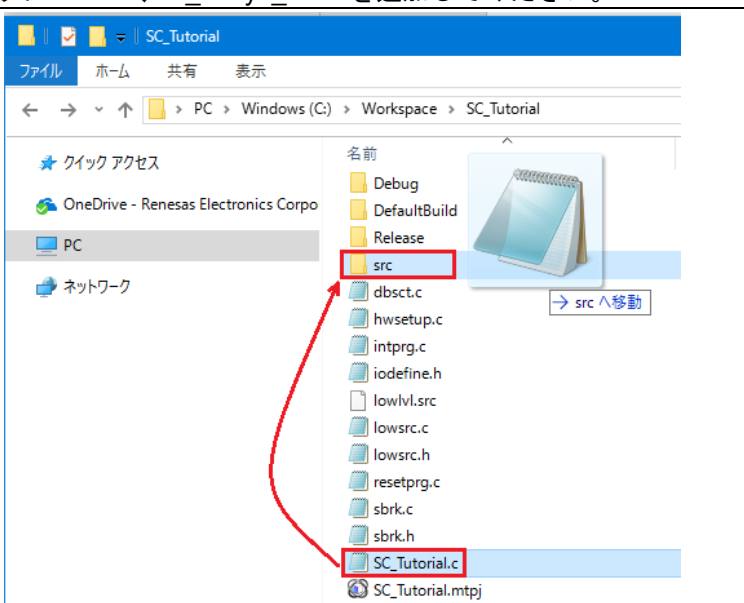 SC_Tutorial
ファイル ホーム 共有 表示
PC > Windows (C:) > Workspace > SC_Tutorial
名前
クイック アクセス
Debug
OneDrive - Renesas Electronics Corpo
DefaultBuild
Release
PC
src
ネットワーク
dbsct.c
→ src へ移動
hwsetup.c
intprg.c
iodefine.h
lowlvl.src
lowsrc.c
lowsrc.h
resetprg.c
sbrk.c
sbrk.h
SC_Tutorial.c
SC_Tutorial.mtpj